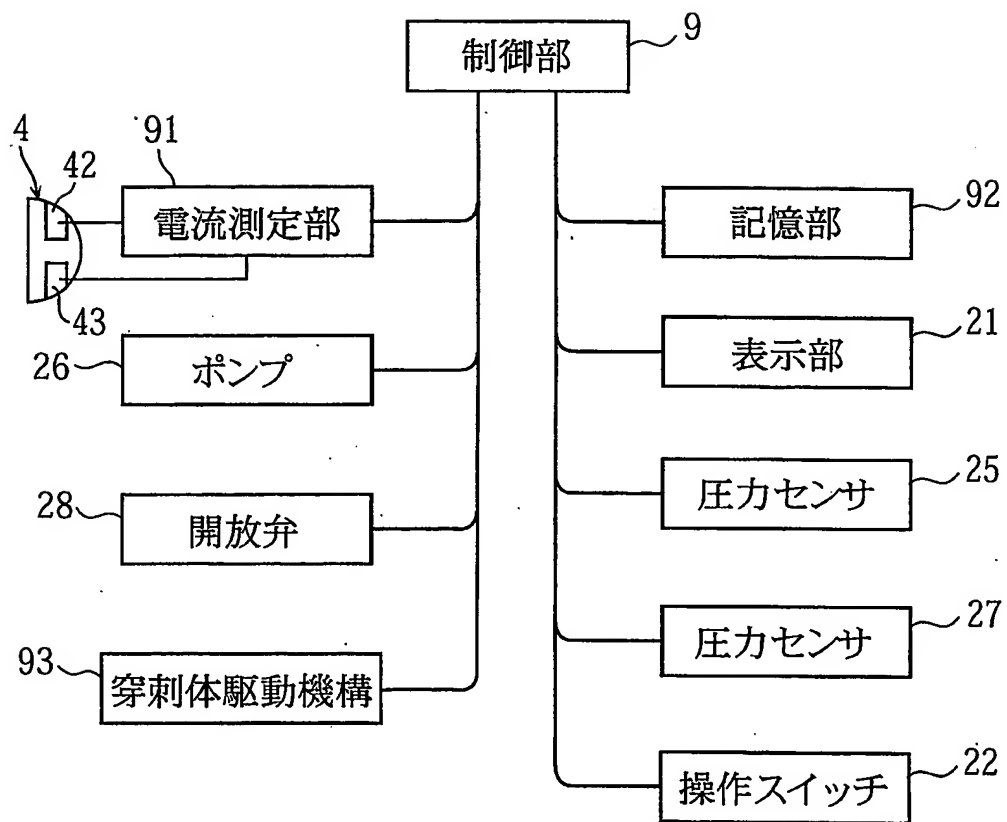 制御部
9
4
42
91
電流測定部
43
92
記憶部
26
ポンプ
21
表示部
28
開放弁
25
圧力センサ
93
穿刺体駆動機構
27
圧力センサ
22
操作スイッチ